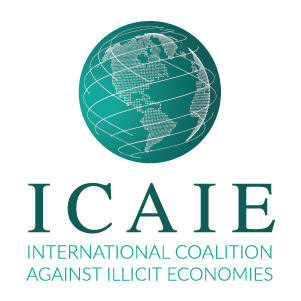 ICAIE
INTERNATIONAL COALITION
AGAINST ILLICIT ECONOMIES